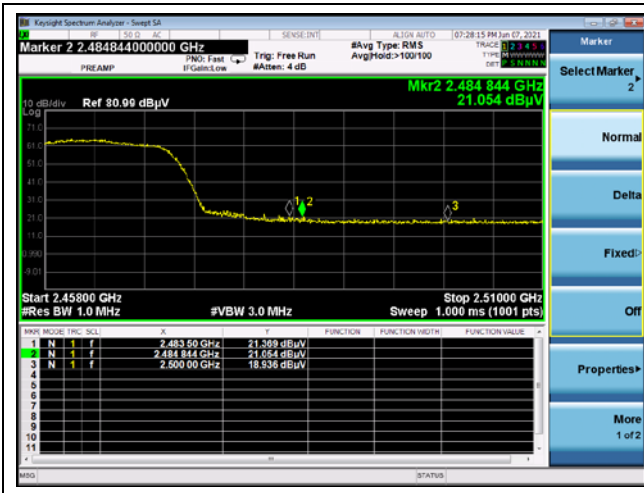 Keysight Spectrum Analyzer - Swept SA
RF 50 Ω AC SENSE:INT ALIGN AUTO 07:28:15 PM Jun 07, 2021
Marker 2 2.484844000000 GHz
PREAMP
PNO: Fast
IFGain:Low
Trig: Free Run
#Atten: 4 dB
#Avg Type: RMS
Avg|Hold:>100/100
TRACE 1 2 3 4 5 6
TYPE
DET P S N N N N
Mkr2 2.484 844 GHz
21.054 dBµV
10 dB/div Ref 80.99 dBµV
Log
71.0
61.0
51.0
41.0
31.0
21.0
11.0
0.990
-9.01
1
2
3
Start 2.45800 GHz Stop 2.51000 GHz
#Res BW 1.0 MHz #VBW 3.0 MHz Sweep 1.000 ms (1001 pts)
MKR MODE TRC SCL X Y FUNCTION FUNCTION WIDTH FUNCTION VALUE
1 N 1 f 2.483 50 GHz 21.369 dBµV
2 N 1 f 2.484 844 GHz 21.054 dBµV
3 N 1 f 2.500 00 GHz 18.936 dBµV
4
5
6
7
8
9
10
11
MSG STATUS
Marker
Select Marker
2
Normal
Delta
Fixed
Off
Properties
More
1 of 2